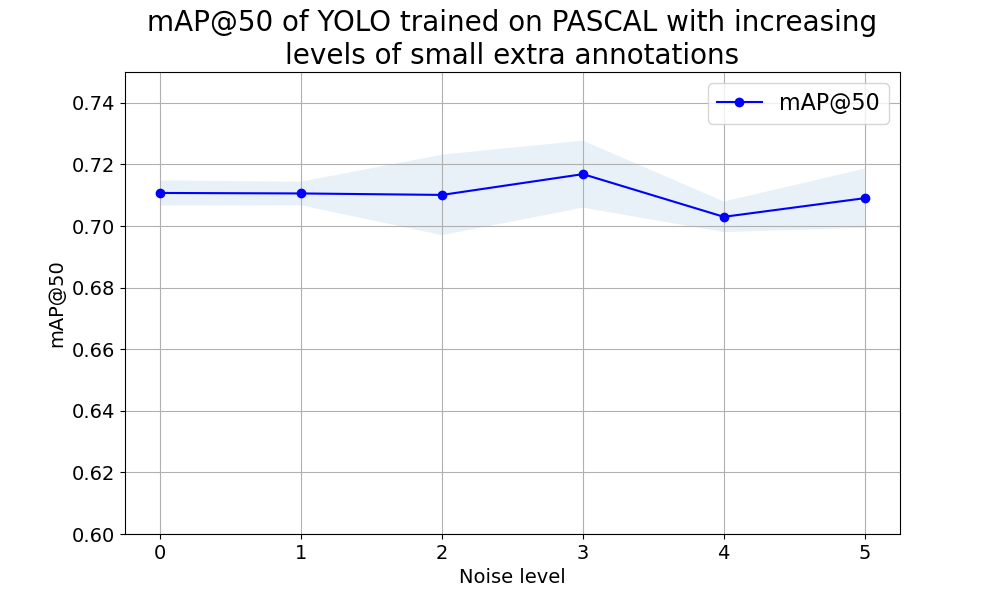 mAP@50 of YOLO trained on PASCAL with increasing
levels of small extra annotations
mAP@50
0.74
0.72
0.70
0.68
0.66
0.64
0.62
0.60
mAP@50
0 1 2 3 4 5
Noise level